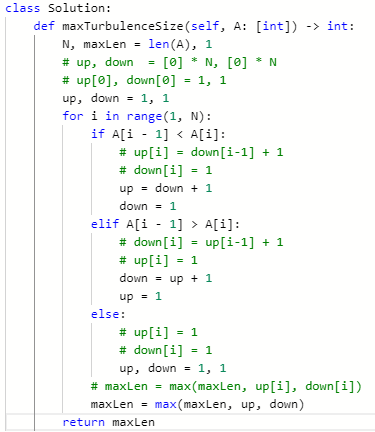 class Solution:
    def maxTurbulenceSize(self, A: [int]) -> int:
        N, maxLen = len(A), 1
        # up, down  = [0] * N, [0] * N
        # up[0], down[0] = 1, 1
        up, down = 1, 1
        for i in range(1, N):
            if A[i - 1] < A[i]:
                # up[i] = down[i-1] + 1
                # down[i] = 1
                up = down + 1
                down = 1
            elif A[i - 1] > A[i]:
                # down[i] = up[i-1] + 1
                # up[i] = 1
                down = up + 1
                up = 1
            else:
                # up[i] = 1
                # down[i] = 1
                up, down = 1, 1
            # maxLen = max(maxLen, up[i], down[i])
            maxLen = max(maxLen, up, down)
        return maxLen